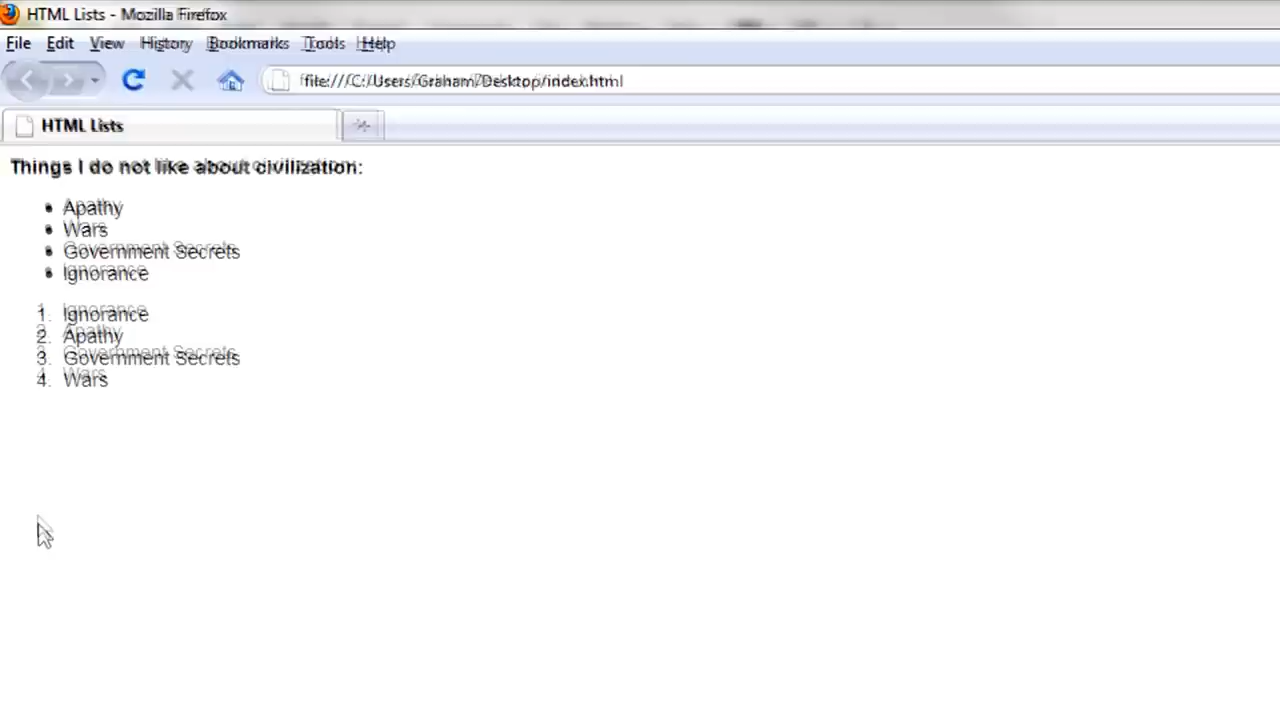 HTML Lists - Mozilla Firefox
File Edit View History Bookmarks Tools Help
file:///C:/Users/Graham/Desktop/index.html
HTML Lists
Things I do not like about civilization:
• Apathy
• Wars
• Government Secrets
• Ignorance
1. Ignorance
2. Apathy
3. Government Secrets
4. Wars